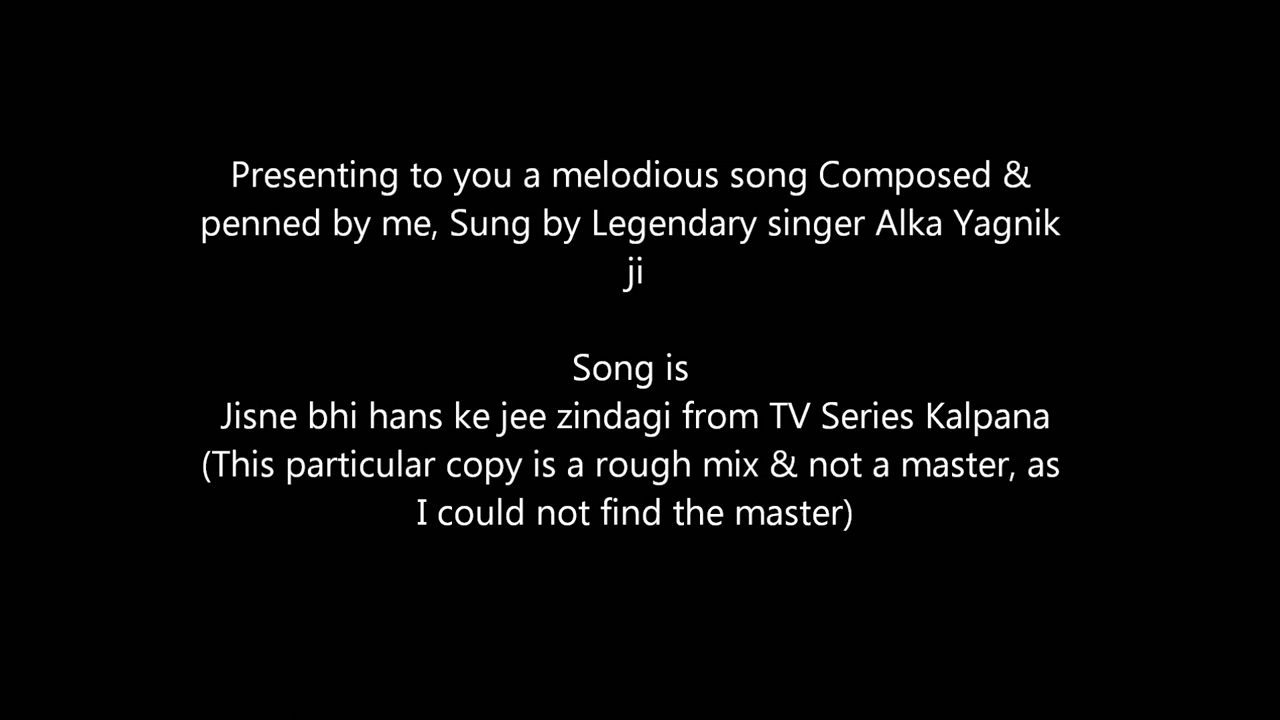 Presenting to you a melodious song Composed &
penned by me, Sung by Legendary singer Alka Yagnik
ji
Song is
Jisne bhi hans ke jee zindagi from TV Series Kalpana
(This particular copy is a rough mix & not a master, as
I could not find the master)